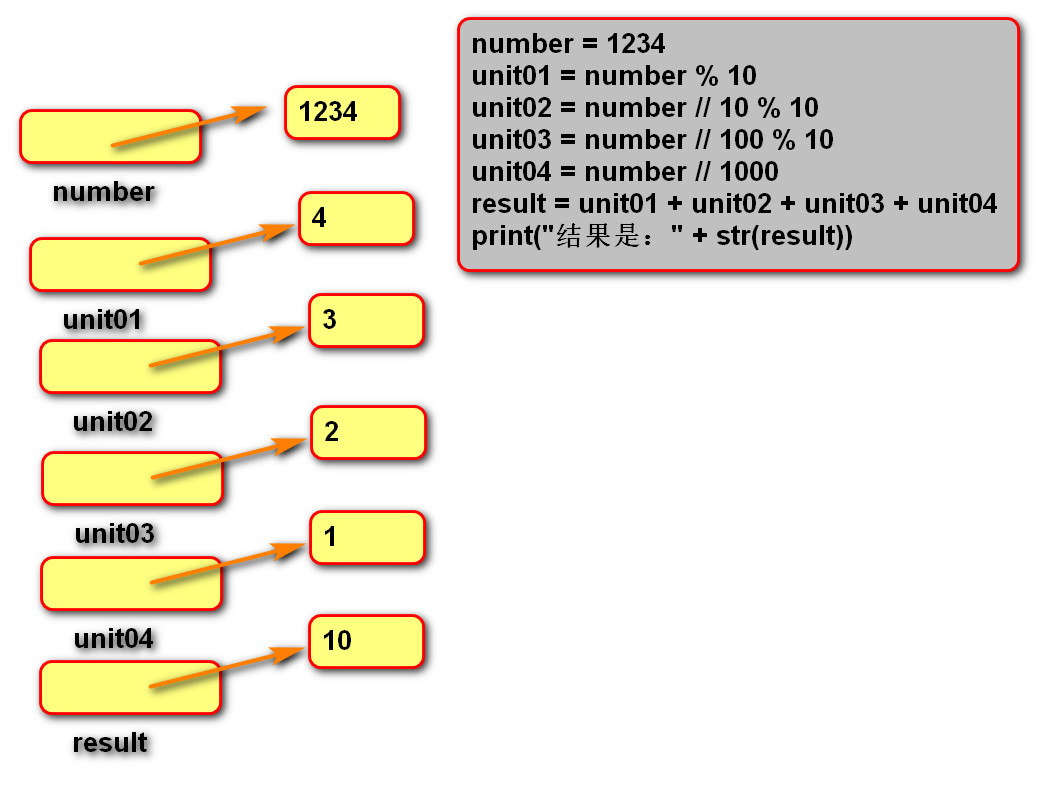 number = 1234
unit01 = number % 10
unit02 = number // 10 % 10
unit03 = number // 100 % 10
unit04 = number // 1000
result = unit01 + unit02 + unit03 + unit04
print("结果是：" + str(result))
1234
number
4
unit01
3
unit02
2
unit03
1
unit04
10
result